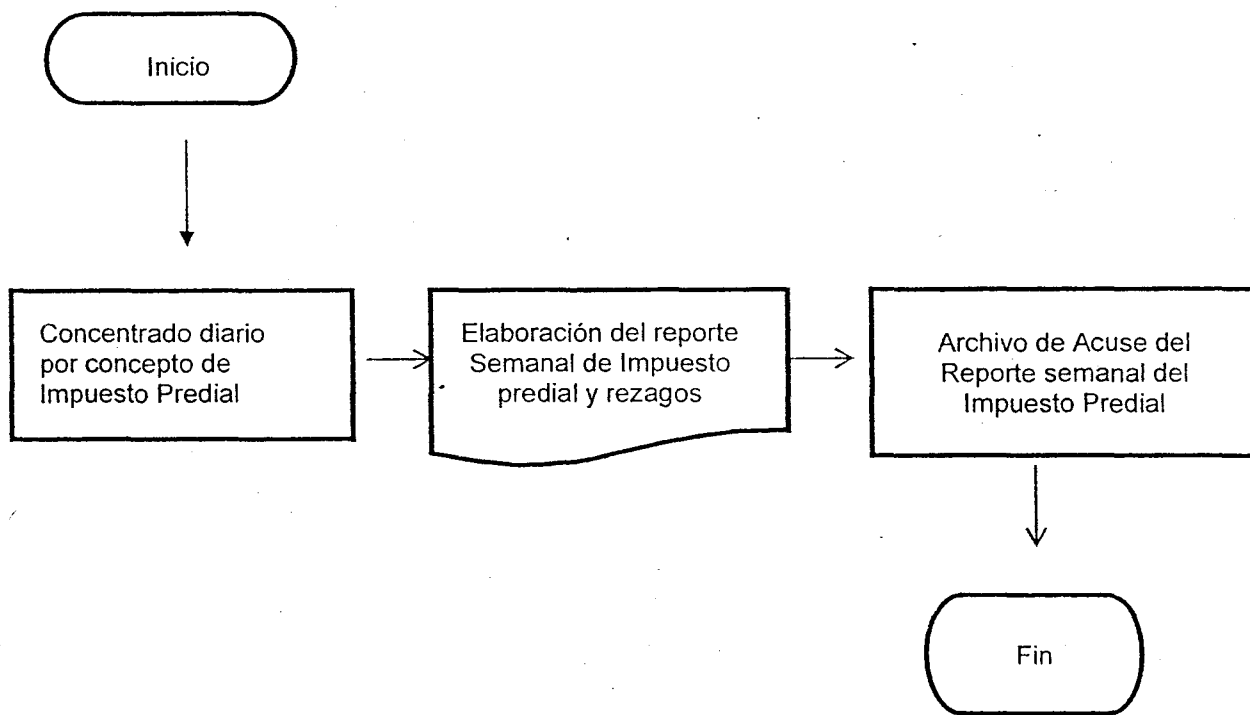 Inicio
Concentrado diario
por concepto de
Impuesto Predial
Elaboración del reporte
Semanal de Impuesto
predial y rezagos
Archivo de Acuse del
Reporte semanal del
Impuesto Predial
Fin